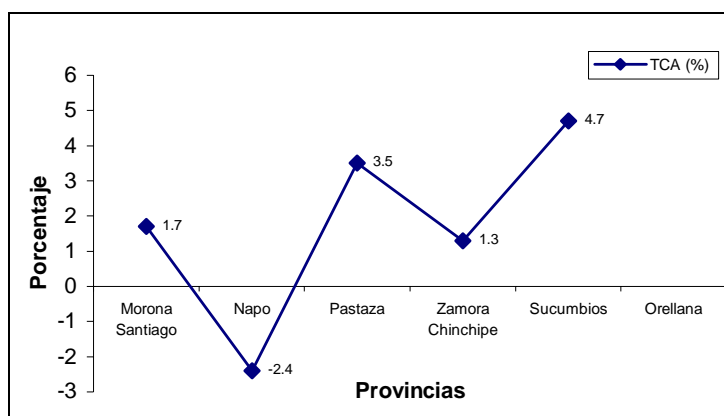 TCA (%)
Porcentaje
6
5
4
3
2
1
0
-1
-2
-3
1.7
-2.4
3.5
1.3
4.7
Morona
Santiago
Napo
Pastaza
Zamora
Chinchipe
Sucumbios
Orellana
Provincias